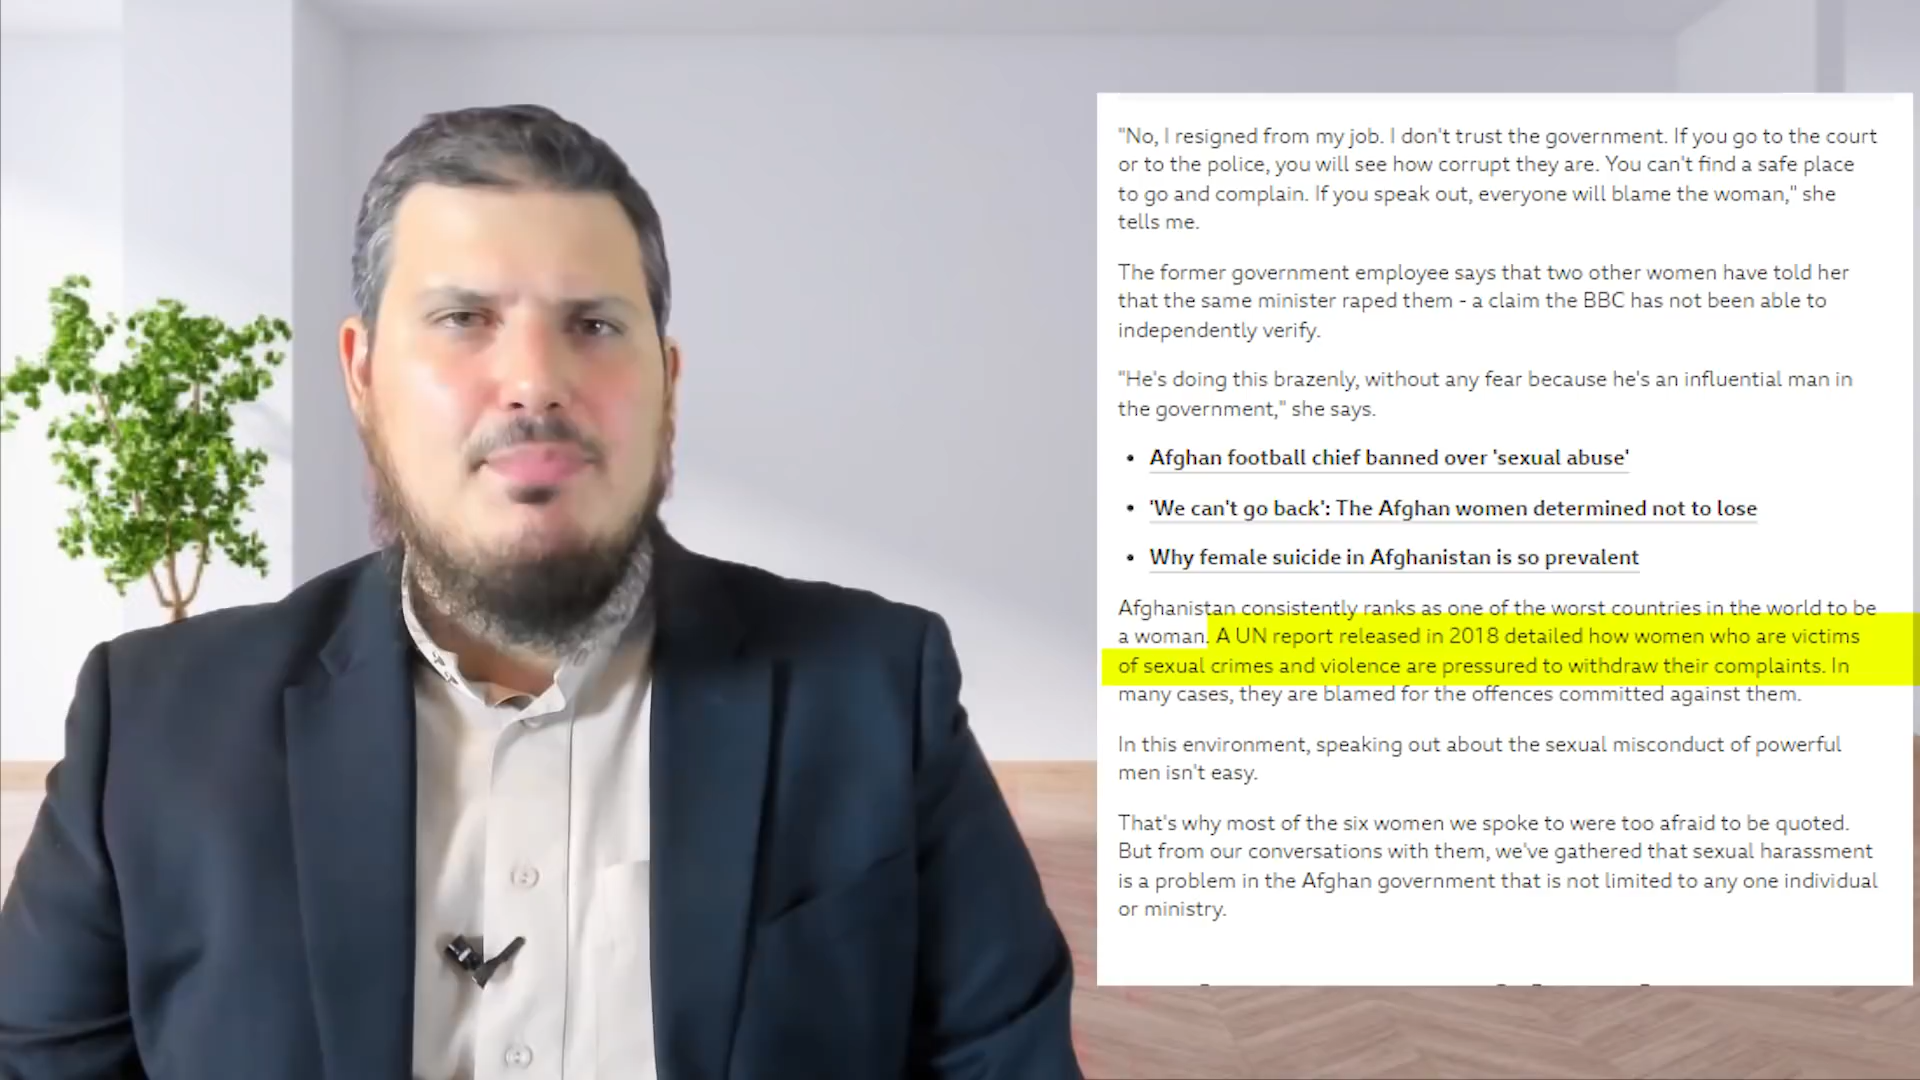 "No, I resigned from my job. I don't trust the government. If you go to the court
or to the police, you will see how corrupt they are. You can't find a safe place
to go and complain. If you speak out, everyone will blame the woman," she
tells me.
The former government employee says that two other women have told her
that the same minister raped them - a claim the BBC has not been able to
independently verify.
"He's doing this brazenly, without any fear because he's an influential man in
the government," she says.
• Afghan football chief banned over 'sexual abuse'
• 'We can't go back': The Afghan women determined not to lose
• Why female suicide in Afghanistan is so prevalent
Afghanistan consistently ranks as one of the worst countries in the world to be
a woman. A UN report released in 2018 detailed how women who are victims
of sexual crimes and violence are pressured to withdraw their complaints. In
many cases, they are blamed for the offences committed against them.
In this environment, speaking out about the sexual misconduct of powerful
men isn't easy.
That's why most of the six women we spoke to were too afraid to be quoted.
But from our conversations with them, we've gathered that sexual harassment
is a problem in the Afghan government that is not limited to any one individual
or ministry.